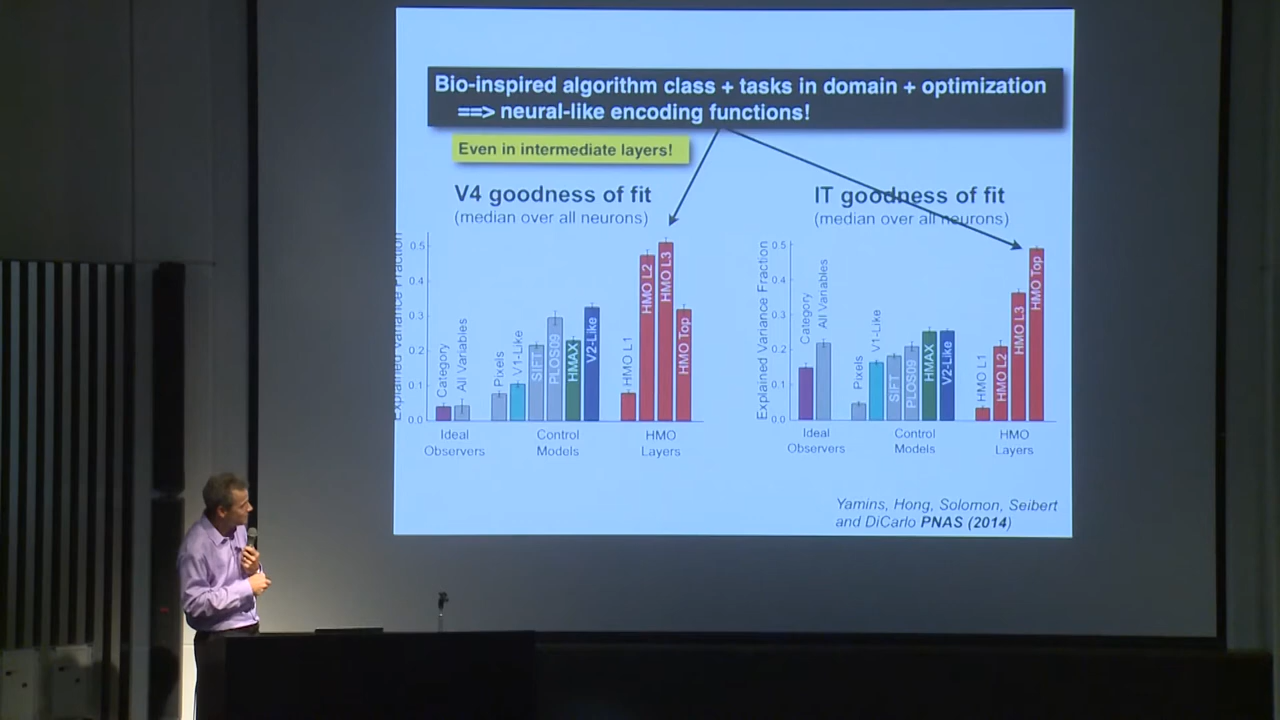 Bio-inspired algorithm class + tasks in domain + optimization
==> neural-like encoding functions!
Even in intermediate layers!
V4 goodness of fit
(median over all neurons)
Explained Variance Fraction
0.5
0.4
0.3
0.2
0.1
0.0
Category
All Variables
Pixels
V1-Like
SIFT
PLOS09
HMAX
V2-Like
HMO L1
HMO L2
HMO L3
HMO Top
Ideal
Observers
Control
Models
HMO
Layers
IT goodness of fit
(median over all neurons)
Explained Variance Fraction
0.5
0.4
0.3
0.2
0.1
0.0
Category
All Variables
Pixels
V1-Like
SIFT
PLOS09
HMAX
V2-Like
HMO L1
HMO L2
HMO L3
HMO Top
Ideal
Observers
Control
Models
HMO
Layers
Yamins, Hong, Solomon, Seibert
and DiCarlo PNAS (2014)